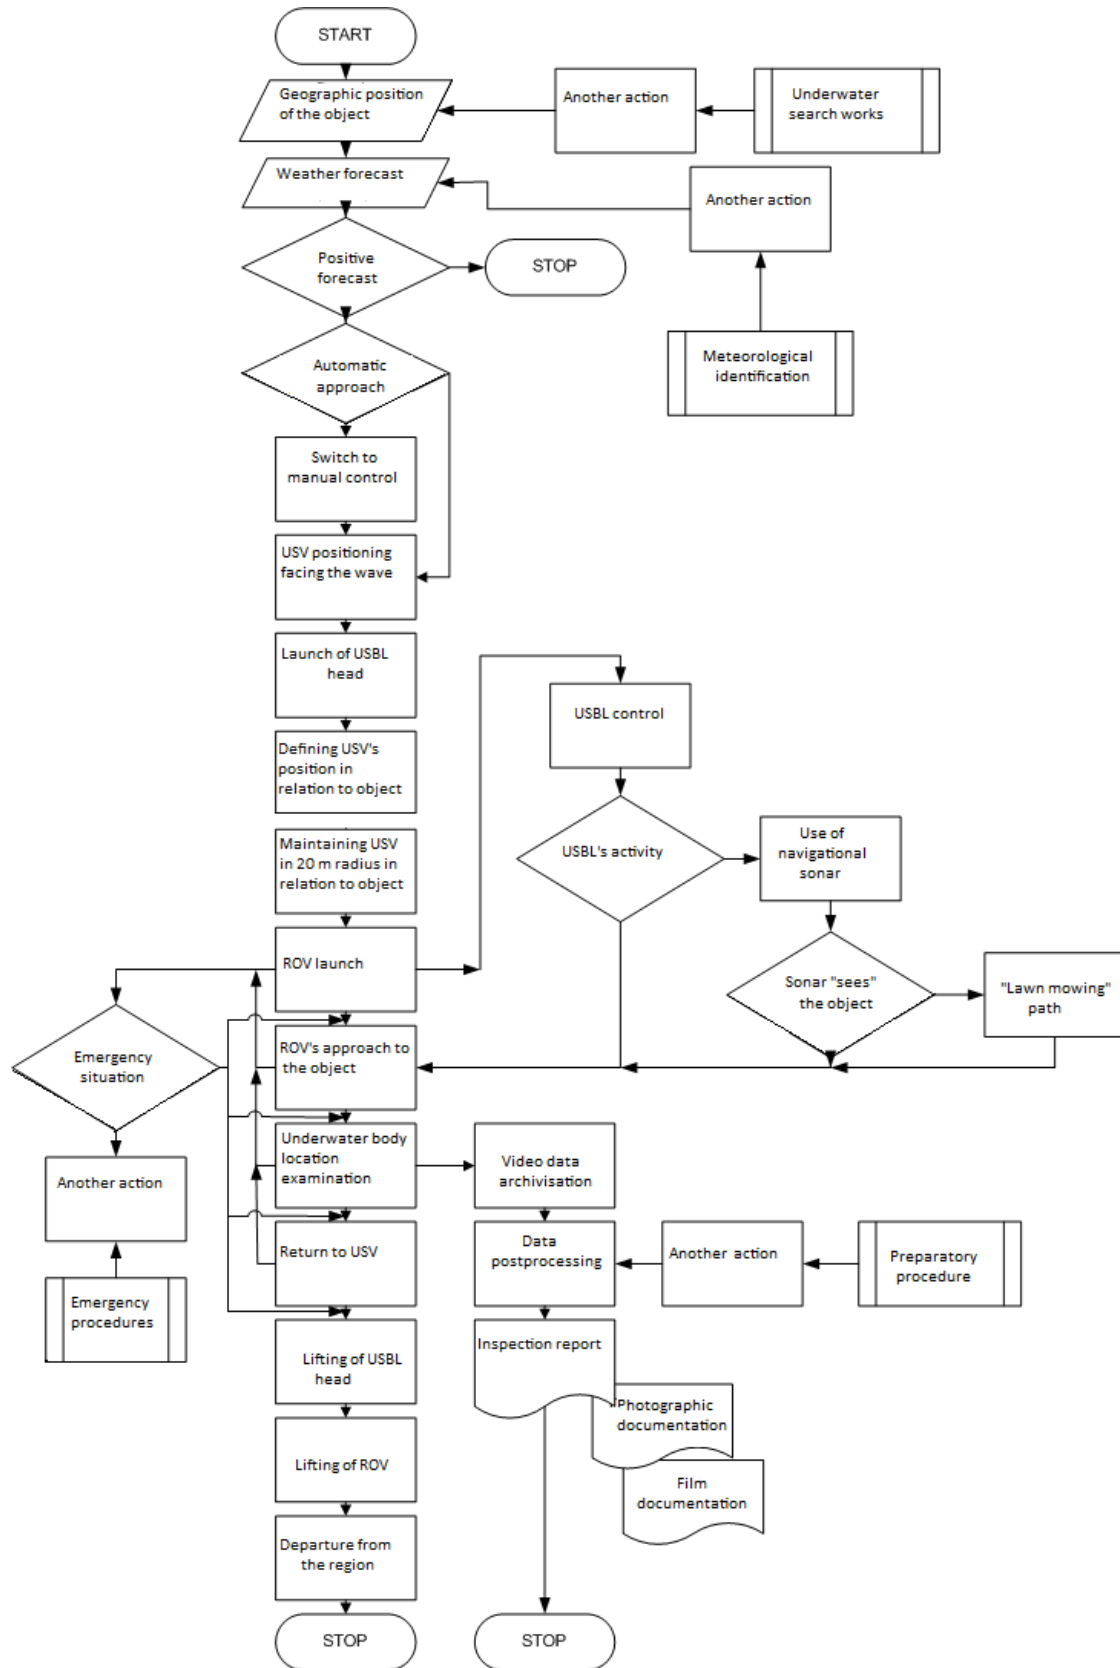 START
Geographic position
of the object
Another action
Underwater
search works
Weather forecast
Another action
Positive
forecast
STOP
Meteorological
identification
Automatic
approach
Switch to
manual control
USV positioning
facing the wave
Launch of USBL
head
USBL control
Defining USV's
position in
relation to object
Maintaining USV
in 20 m radius in
relation to object
USBL's activity
Use of
navigational
sonar
ROV launch
Sonar "sees"
the object
"Lawn mowing"
path
Emergency
situation
ROV's approach to
the object
Underwater body
location
examination
Video data
archivisation
Another action
Return to USV
Data
postprocessing
Another action
Preparatory
procedure
Emergency
procedures
Lifting of USBL
head
Inspection report
Photographic
documentation
Lifting of ROV
Film
documentation
Departure from
the region
STOP
STOP